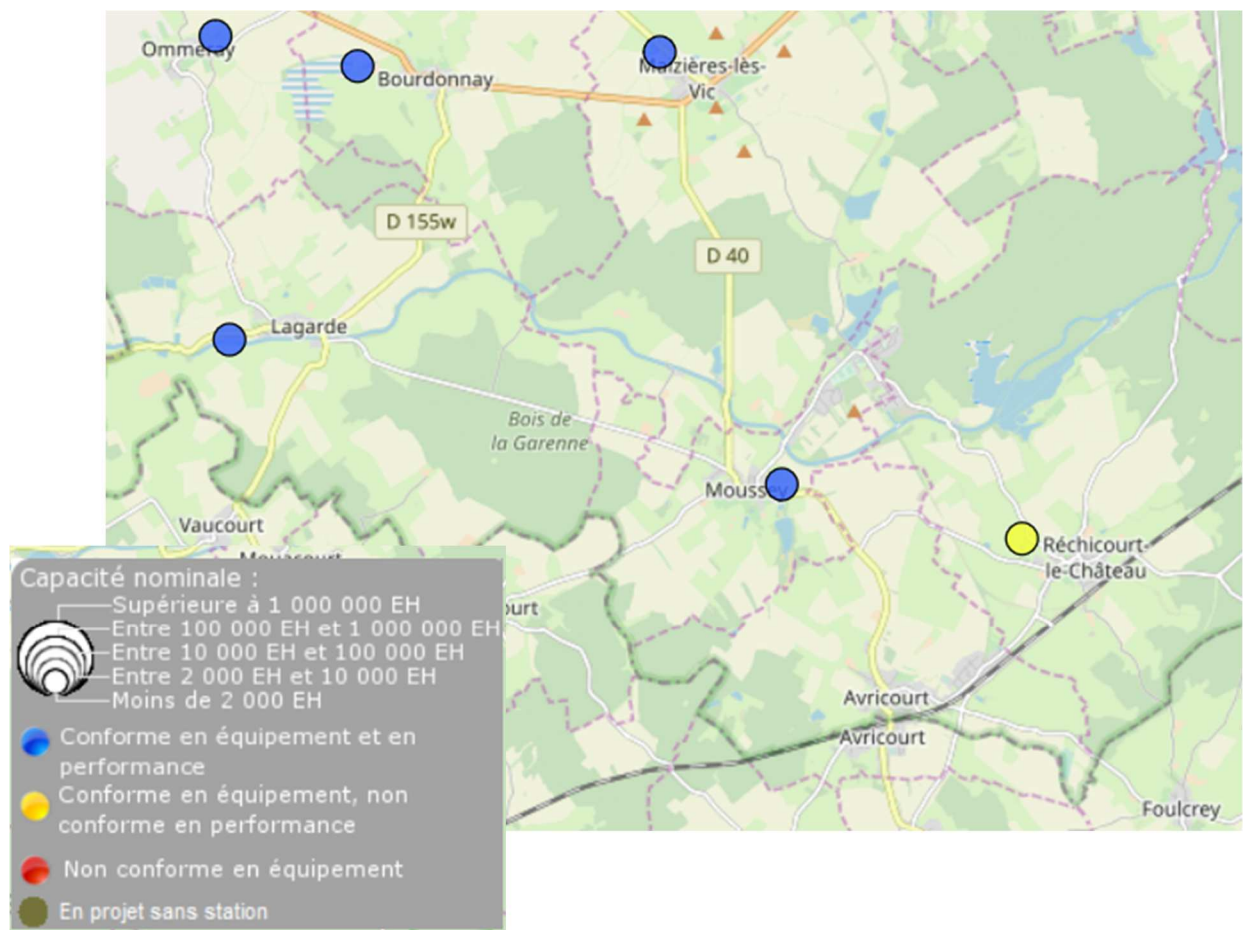 Ommeray
Bourdonnay
Maizières-lès-
Vic
D 155w
D 40
Lagarde
Bois de
la Garenne
Moussey
Vaucourt
Réchicourt-
le-Château
Avricourt
Avricourt
Foulcrey
Capacité nominale :
Supérieure à 1 000 000 EH
Entre 100 000 EH et 1 000 000 EH
Entre 10 000 EH et 100 000 EH
Entre 2 000 EH et 10 000 EH
Moins de 2 000 EH
Conforme en équipement et en
performance
Conforme en équipement, non
conforme en performance
Non conforme en équipement
En projet sans station